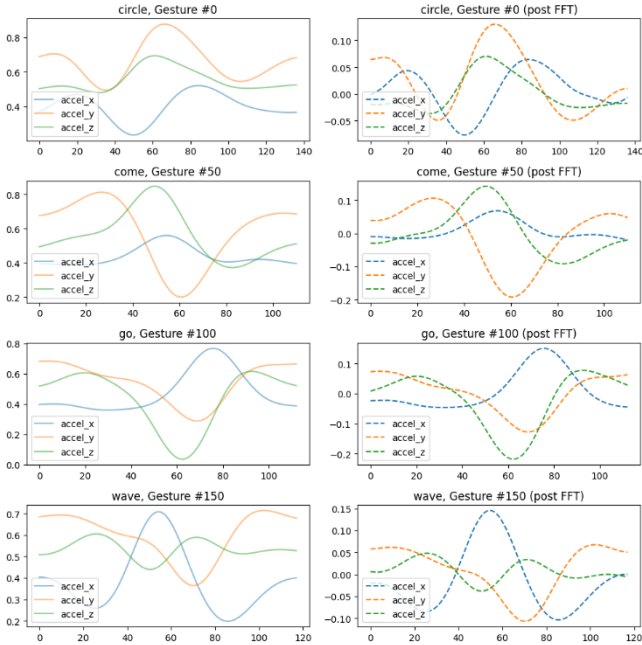 circle, Gesture #0
0.8
0.6
0.4
accel_x
accel_y
accel_z
0 20 40 60 80 100 120 140
circle, Gesture #0 (post FFT)
0.10
0.05
0.00
−0.05
accel_x
accel_y
accel_z
0 20 40 60 80 100 120 140
come, Gesture #50
0.8
0.6
0.4
0.2
accel_x
accel_y
accel_z
0 20 40 60 80 100
come, Gesture #50 (post FFT)
0.1
0.0
−0.1
−0.2
accel_x
accel_y
accel_z
0 20 40 60 80 100
go, Gesture #100
0.8
0.6
0.4
0.2
0.0
accel_x
accel_y
accel_z
0 20 40 60 80 100
go, Gesture #100 (post FFT)
0.1
0.0
−0.1
−0.2
accel_x
accel_y
accel_z
0 20 40 60 80 100
wave, Gesture #150
0.7
0.6
0.5
0.4
0.3
0.2
accel_x
accel_y
accel_z
0 20 40 60 80 100 120
wave, Gesture #150 (post FFT)
0.15
0.10
0.05
0.00
−0.05
−0.10
accel_x
accel_y
accel_z
0 20 40 60 80 100 120